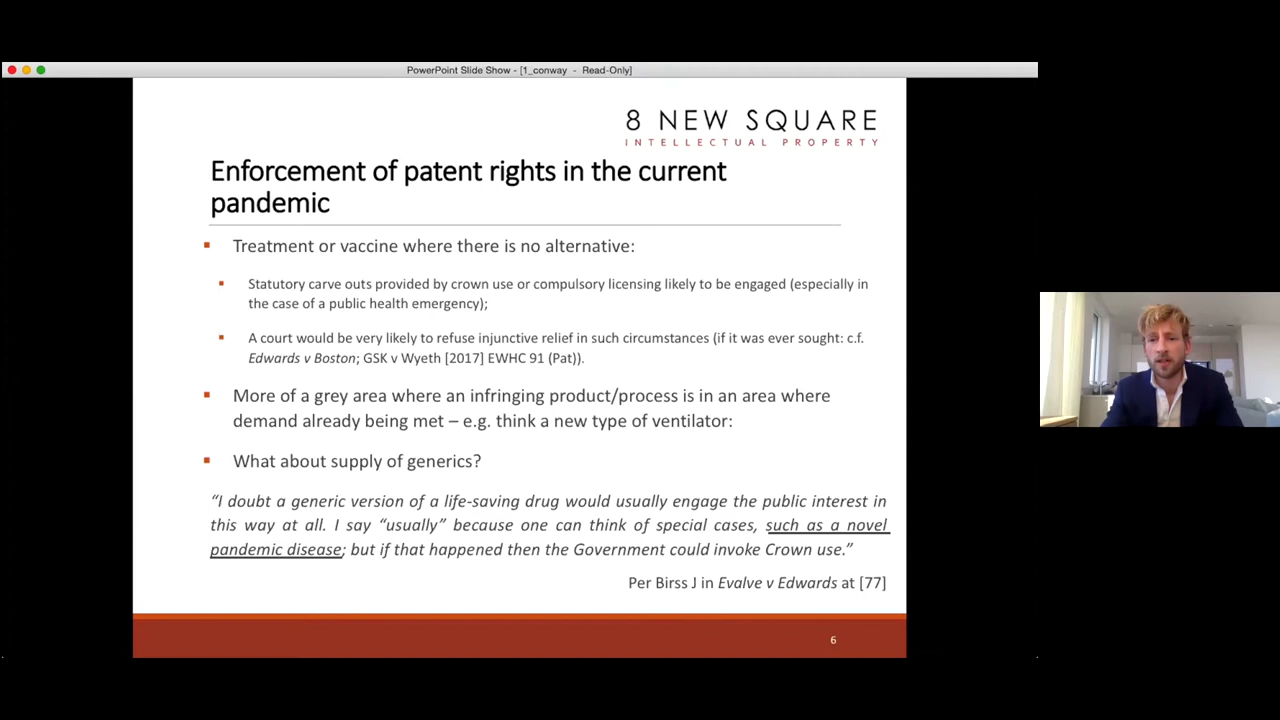 PowerPoint Slide Show - [1_conway - Read-Only]
8 NEW SQUARE
INTELLECTUAL PROPERTY
Enforcement of patent rights in the current
pandemic
Treatment or vaccine where there is no alternative:
Statutory carve outs provided by crown use or compulsory licensing likely to be engaged (especially in
the case of a public health emergency);
A court would be very likely to refuse injunctive relief in such circumstances (if it was ever sought: c.f.
Edwards v Boston; GSK v Wyeth [2017] EWHC 91 (Pat)).
More of a grey area where an infringing product/process is in an area where
demand already being met – e.g. think a new type of ventilator:
What about supply of generics?
“I doubt a generic version of a life-saving drug would usually engage the public interest in
this way at all. I say “usually” because one can think of special cases, such as a novel
pandemic disease; but if that happened then the Government could invoke Crown use.”
Per Birss J in Evalve v Edwards at [77]
6